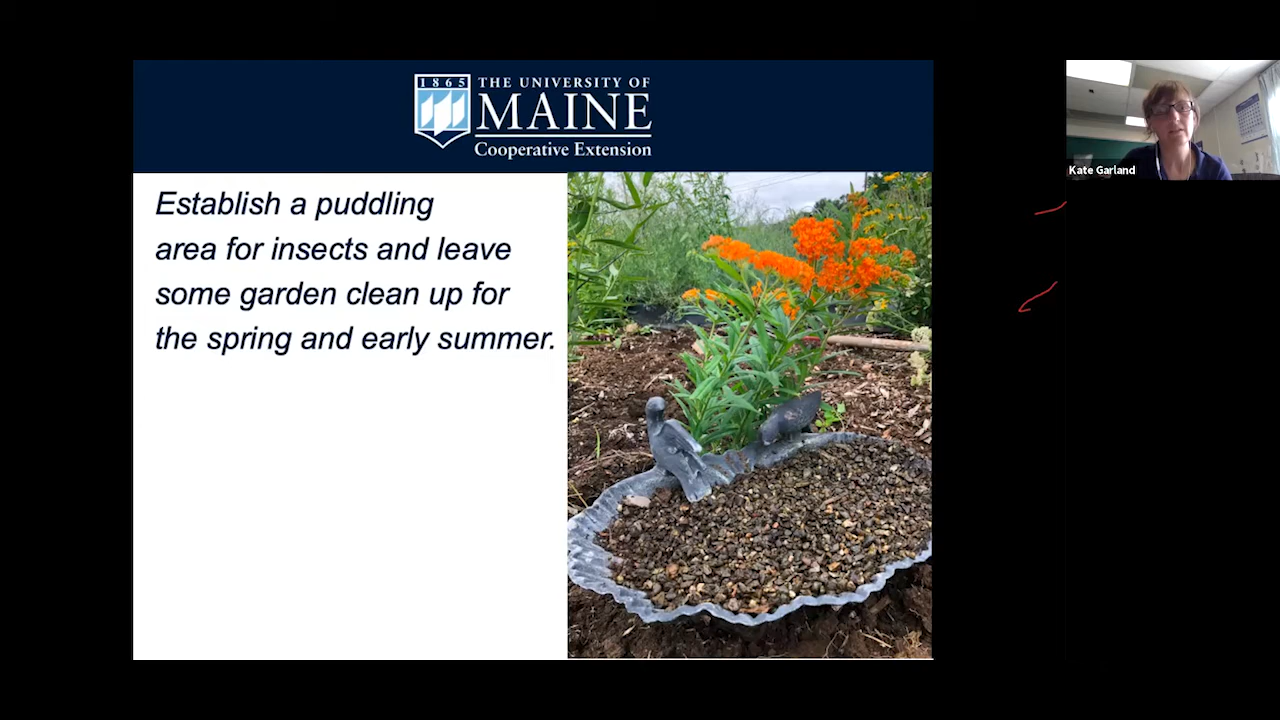 1865
THE UNIVERSITY OF
MAINE
Cooperative Extension
Establish a puddling
area for insects and leave
some garden clean up for
the spring and early summer.
Kate Garland